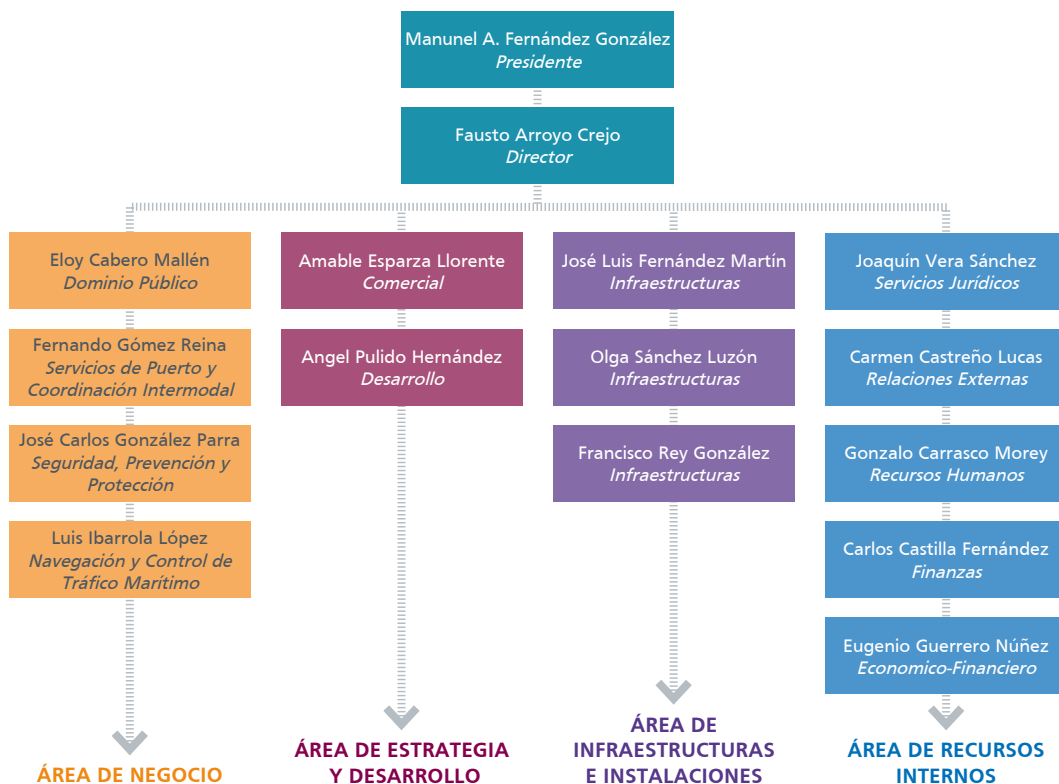 Manunel A. Fernández González
Presidente
Fausto Arroyo Crejo
Director
Eloy Cabero Mallén
Dominio Público
Fernando Gómez Reina
Servicios de Puerto y
Coordinación Intermodal
José Carlos González Parra
Seguridad, Prevención y
Protección
Luis Ibarrola López
Navegación y Control de
Tráfico Marítimo
ÁREA DE NEGOCIO
Amable Esparza Llorente
Comercial
Angel Pulido Hernández
Desarrollo
ÁREA DE ESTRATEGIA
Y DESARROLLO
José Luis Fernández Martín
Infraestructuras
Olga Sánchez Luzón
Infraestructuras
Francisco Rey González
Infraestructuras
ÁREA DE
INFRAESTRUCTURAS
E INSTALACIONES
Joaquín Vera Sánchez
Servicios Jurídicos
Carmen Castreño Lucas
Relaciones Externas
Gonzalo Carrasco Morey
Recursos Humanos
Carlos Castilla Fernández
Finanzas
Eugenio Guerrero Núñez
Economico-Financiero
ÁREA DE RECURSOS
INTERNOS